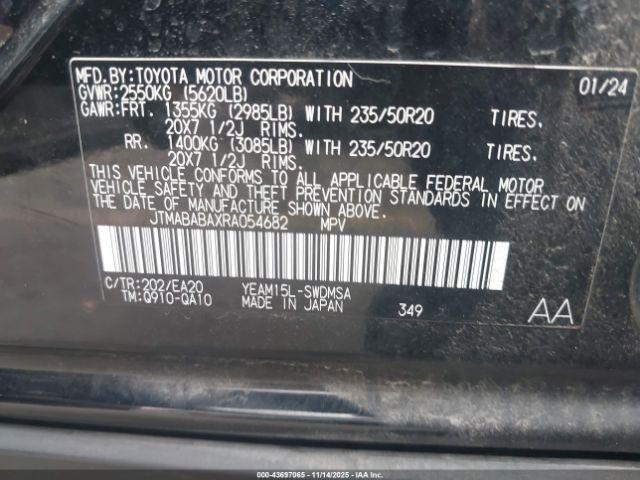 MFD.BY:TOYOTA MOTOR CORPORATION 01/24
GVWR:2550KG (5620LB)
GAWR:FRT. 1355KG (2985LB) WITH 235/50R20 TIRES.
20X7 1/2J RIMS.
RR. 1400KG (3085LB) WITH 235/50R20 TIRES.
20X7 1/2J RIMS.
THIS VEHICLE CONFORMS TO ALL APPLICABLE FEDERAL MOTOR
VEHICLE SAFETY AND THEFT PREVENTION STANDARDS IN EFFECT ON
THE DATE OF MANUFACTURE SHOWN ABOVE.
JTMABABAXRA054682 MPV
C/TR:202/EA20 YEAM15L-SWDMSA
TM:Q910-QA10 MADE IN JAPAN 349 AA
000-43697065 - 11/14/2025 - IAAI.COM